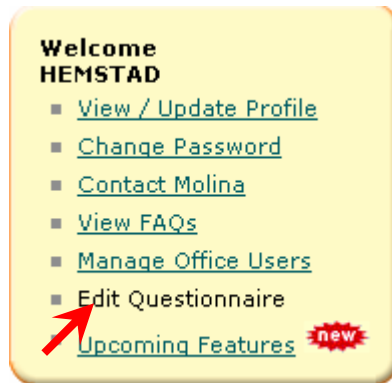 Welcome
HEMSTAD
View / Update Profile
Change Password
Contact Molina
View FAQs
Manage Office Users
Edit Questionnaire
Upcoming Features new